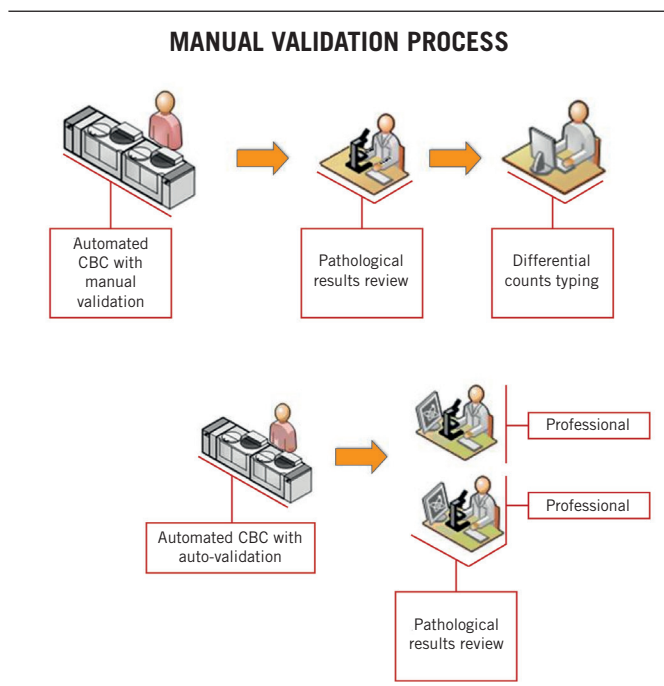 MANUAL VALIDATION PROCESS
Automated
CBC with
manual
validation
Pathological
results review
Differential
counts typing
Professional
Professional
Automated CBC with
auto-validation
Pathological
results review